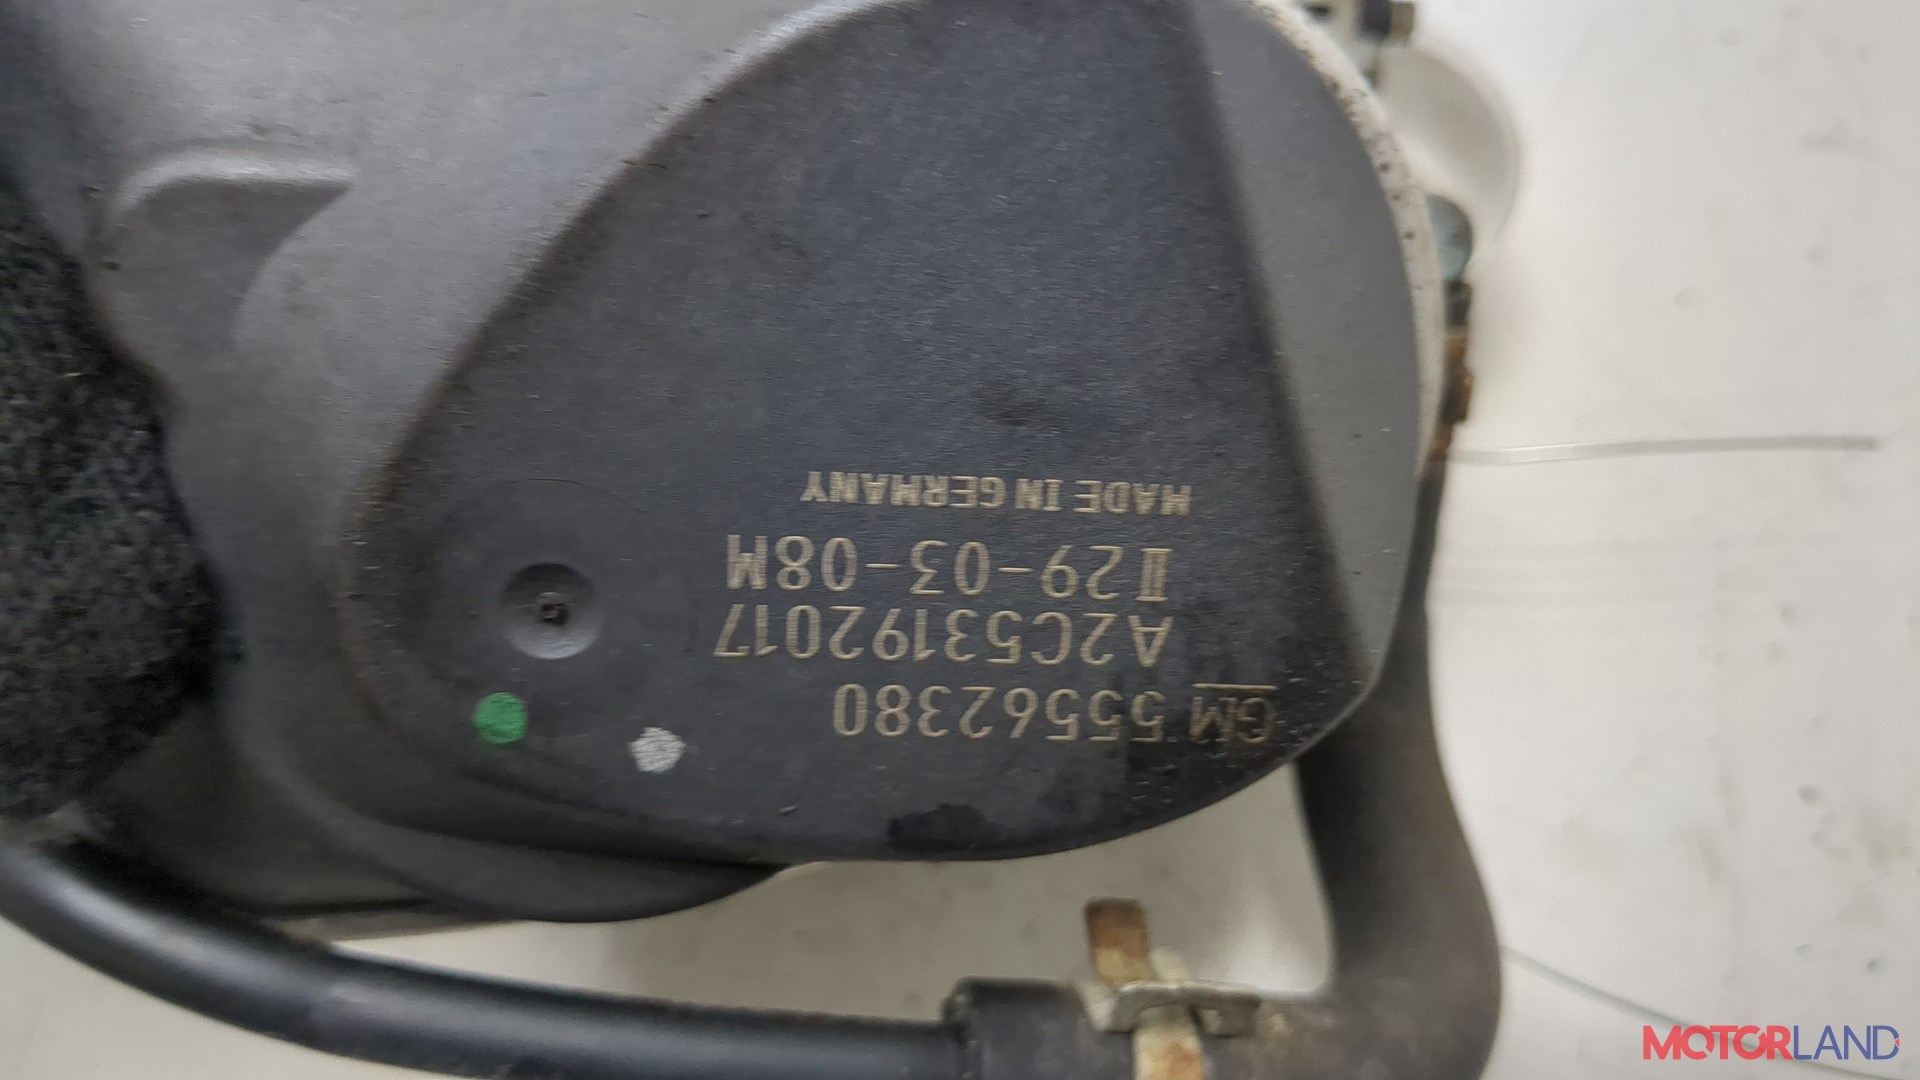 GM 55562380
A2C53192017
II 29-03-08M
MADE IN GERMANY
MOTORLAND